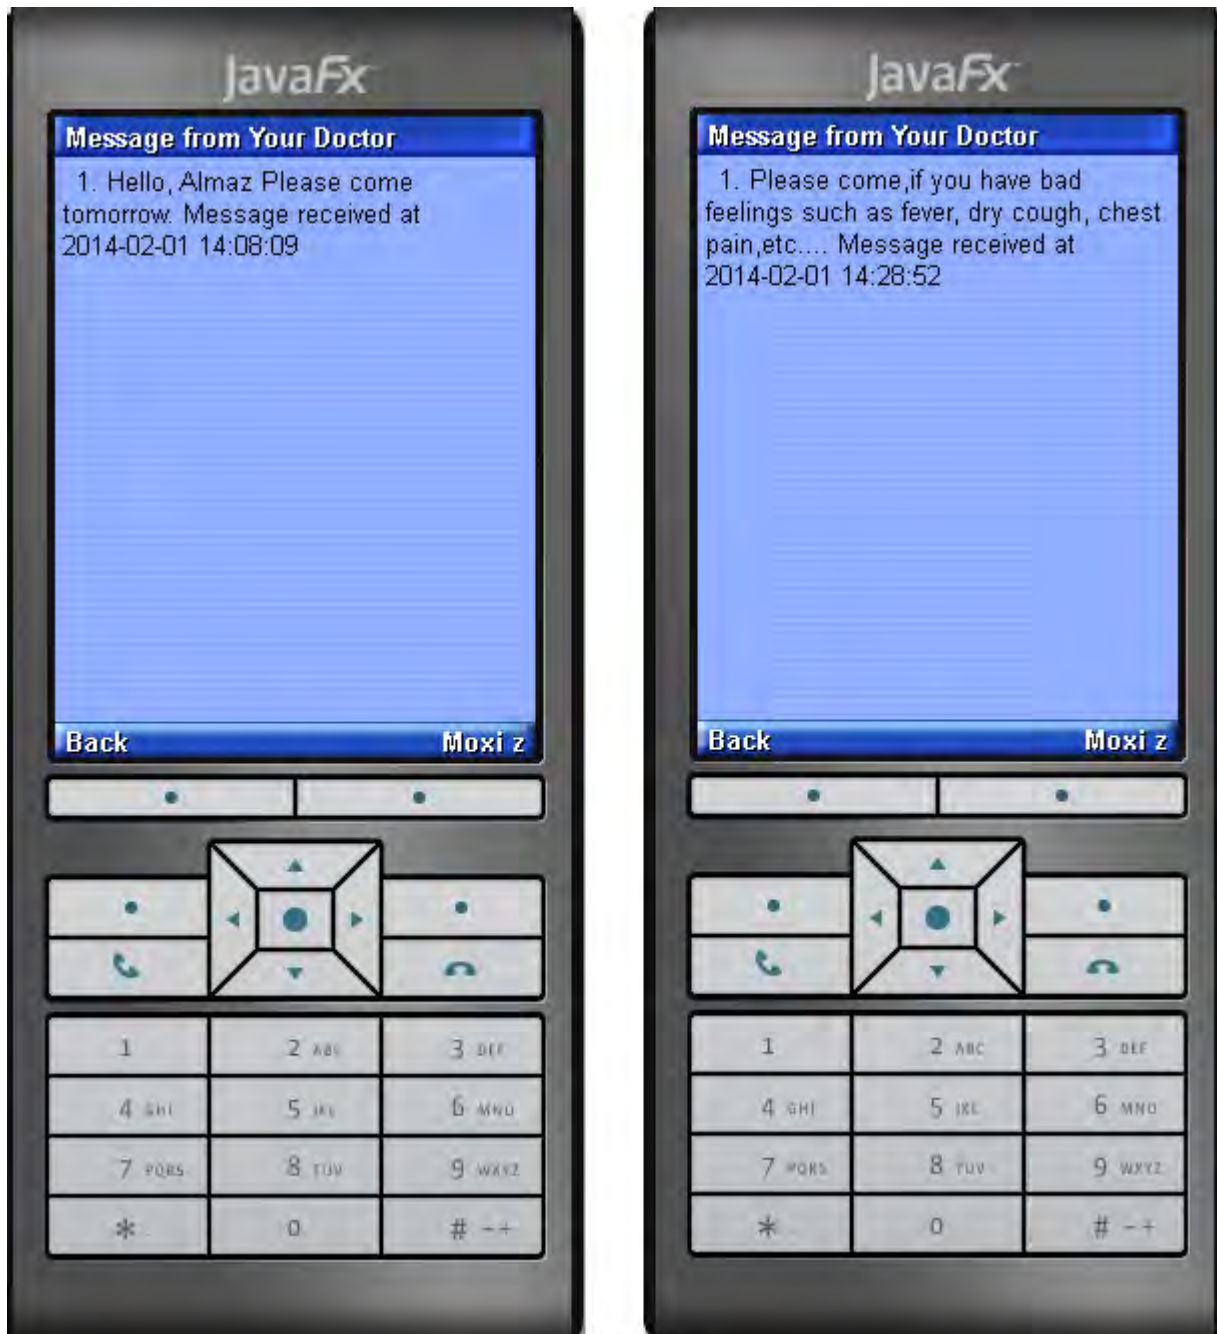 JavaFx
Message from Your Doctor
1. Hello, Almaz Please come
tomorrow. Message received at
2014-02-01 14:08:09
Back Moxi z
1 2 ABC 3 DEF
4 GHI 5 JKL 6 MNO
7 PQRS 8 TUV 9 WXYZ
* 0 # -+
JavaFx
Message from Your Doctor
1. Please come,if you have bad
feelings such as fever, dry cough, chest
pain,etc.... Message received at
2014-02-01 14:28:52
Back Moxi z
1 2 ABC 3 DEF
4 GHI 5 JKL 6 MNO
7 PQRS 8 TUV 9 WXYZ
* 0 # -+